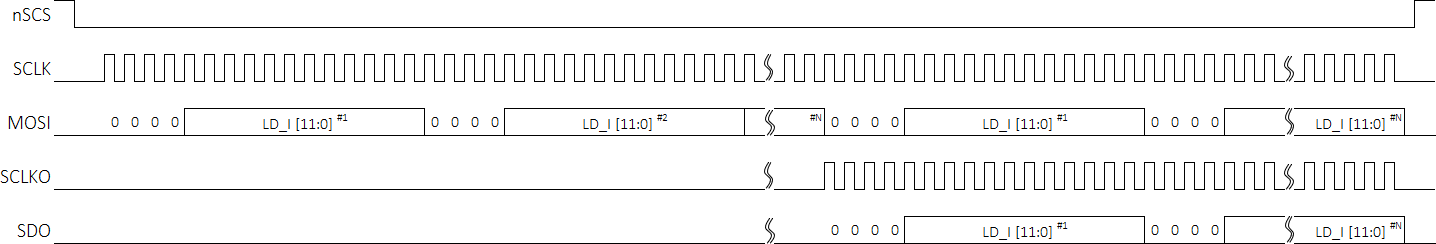 nSCS
SCLK
MOSI 0 0 0 0 LD_I [11:0] #1 0 0 0 0 LD_I [11:0] #2 #N 0 0 0 0 LD_I [11:0] #1 0 0 0 0 LD_I [11:0] #N
SCLKO
SDO 0 0 0 0 LD_I [11:0] #1 0 0 0 0 LD_I [11:0] #N